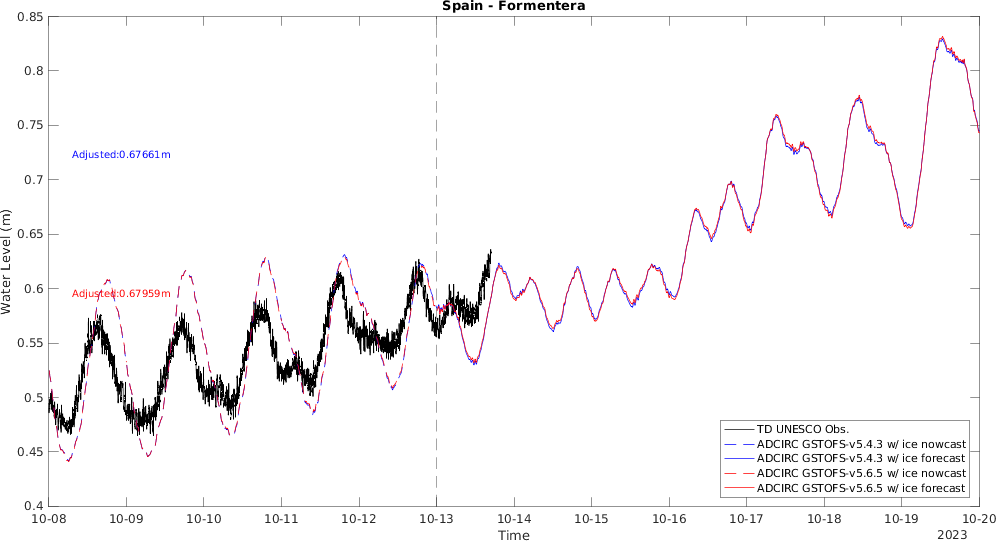 Spain - Formentera
0.85
0.8
0.75
0.7
0.65
0.6
0.55
0.5
0.45
0.4
Water Level (m)
Adjusted:0.67661m
Adjusted:0.67959m
TD UNESCO Obs.
ADCIRC GSTOFS-v5.4.3 w/ ice nowcast
ADCIRC GSTOFS-v5.4.3 w/ ice forecast
ADCIRC GSTOFS-v5.6.5 w/ ice nowcast
ADCIRC GSTOFS-v5.6.5 w/ ice forecast
10-08 10-09 10-10 10-11 10-12 10-13 10-14 10-15 10-16 10-17 10-18 10-19 10-20
Time
2023